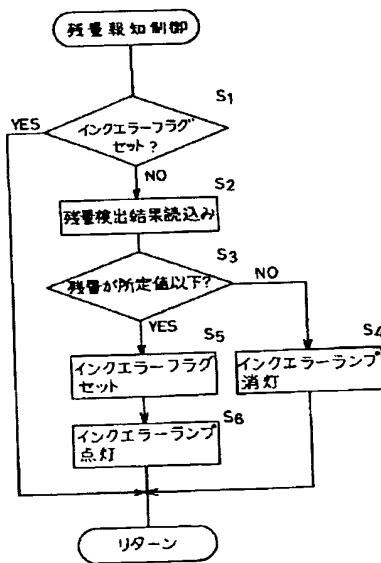 残量報知制御
S1
YES
インクエラーフラグ
セット?
NO
S2
残量検出結果読込み
S3
残量が所定値以下?
NO
YES
S5
インクエラーフラグ
セット
S4
インクエラーランプ
消灯
S6
インクエラーランプ
点灯
リターン